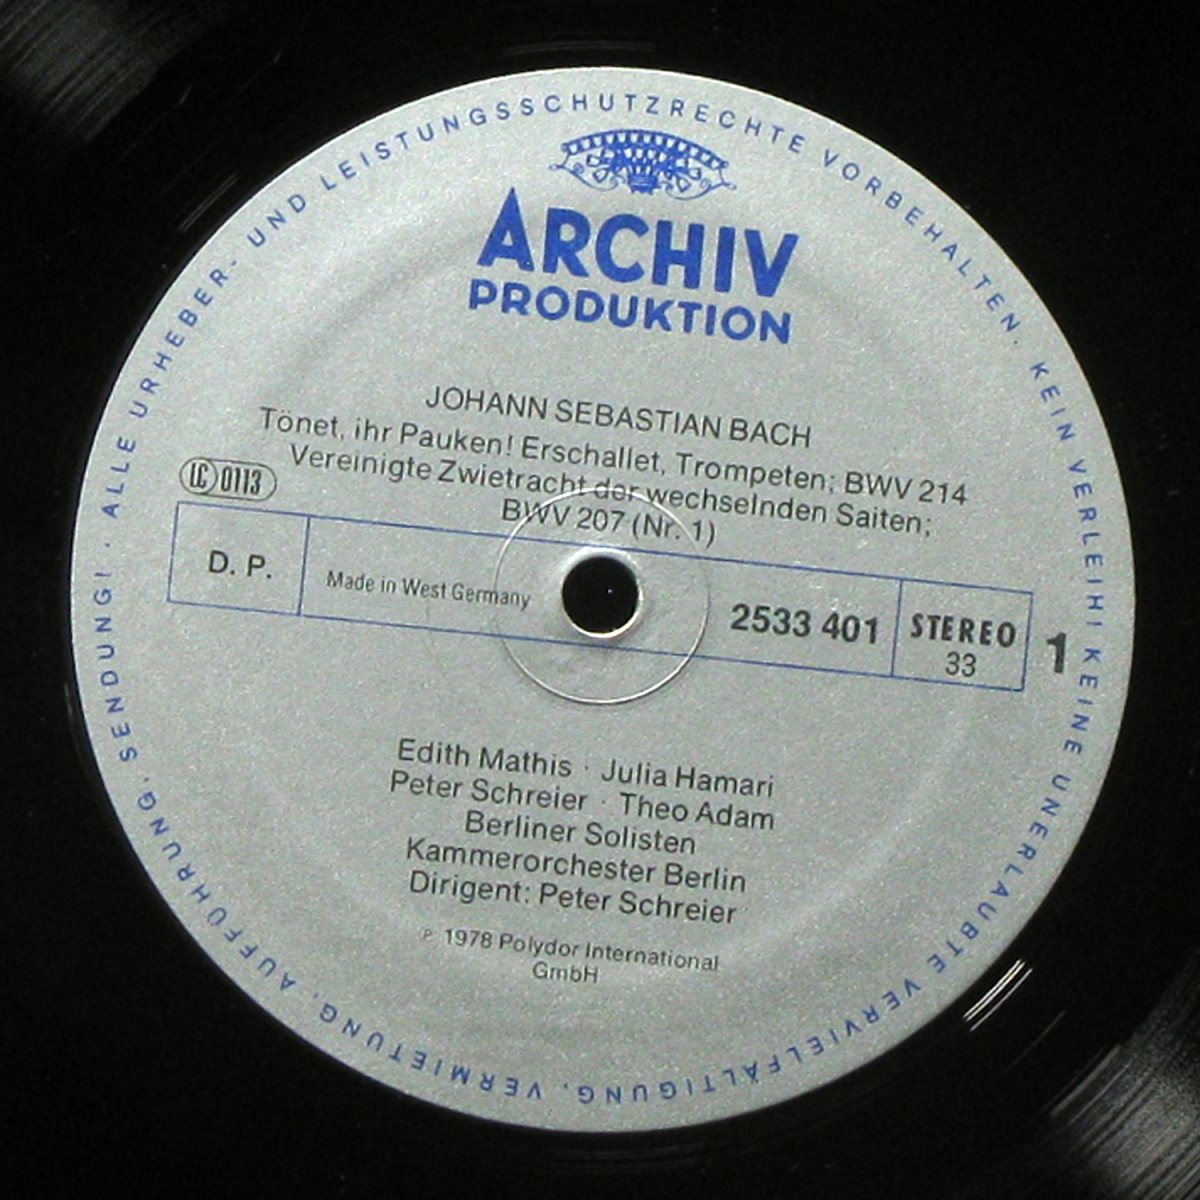 ALLE URHEBER- UND LEISTUNGSSCHUTZRECHTE VORBEHALTEN. KEIN VERLEIH! KEINE UNERLAUBTE VERVIELFÄLTIGUNG, VERMIETUNG, AUFFÜHRUNG, SENDUNG! ·
ARCHIV
PRODUKTION
JOHANN SEBASTIAN BACH
Tönet, ihr Pauken! Erschallet, Trompeten; BWV 214
Vereinigte Zwietracht der wechselnden Saiten;
BWV 207 (Nr. 1)
LC 0113
D. P.
Made in West Germany
2533 401
STEREO
33
1
Edith Mathis · Julia Hamari
Peter Schreier · Theo Adam
Berliner Solisten
Kammerorchester Berlin
Dirigent: Peter Schreier
℗ 1978 Polydor International
GmbH